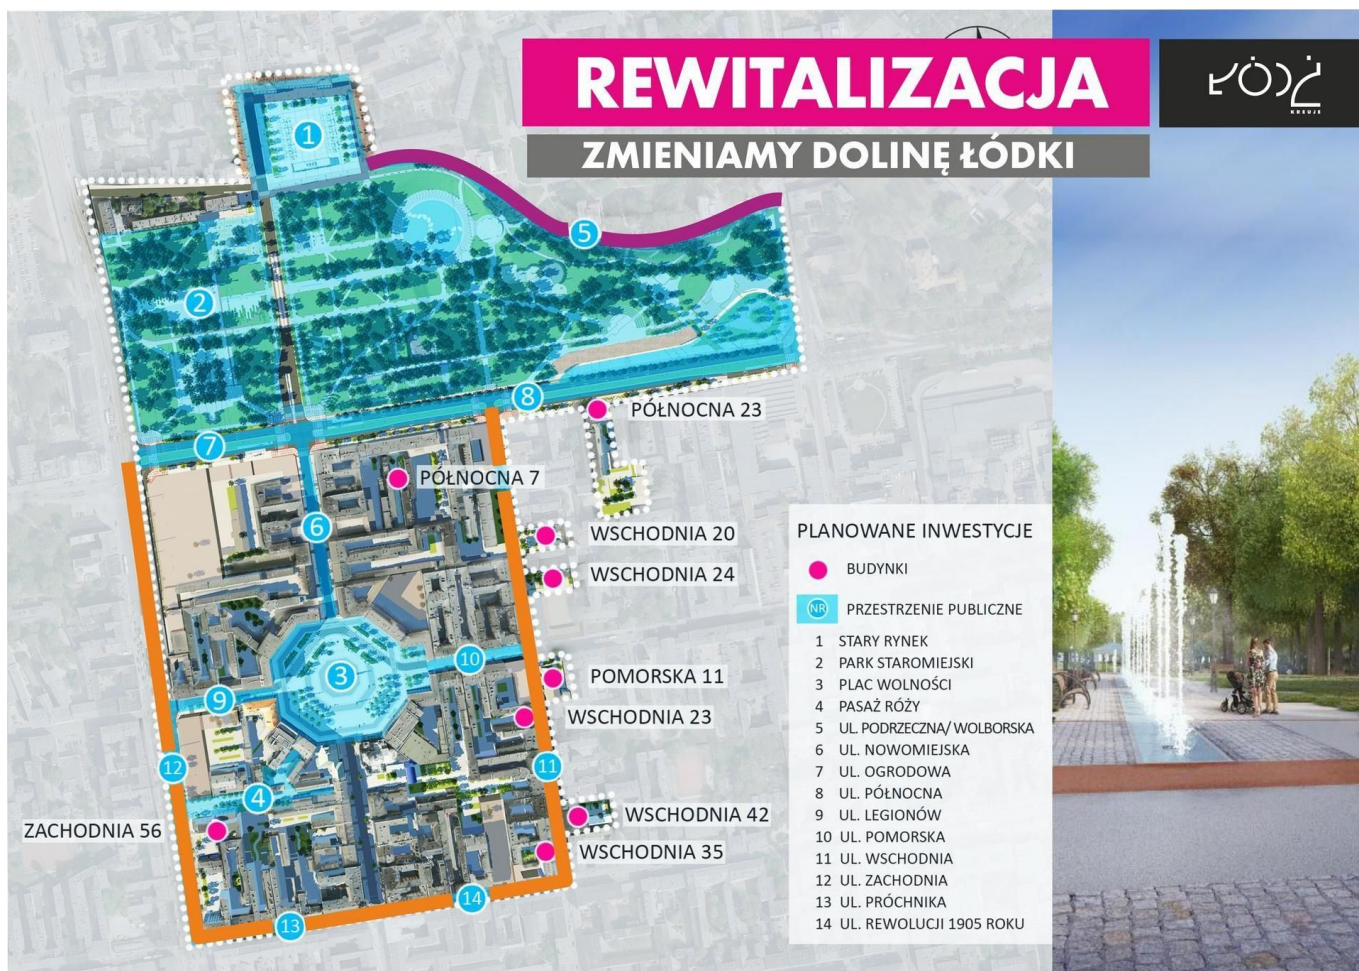 REWITALIZACJA
ZMIENIAMY DOLINĘ ŁÓDKI
ŁÓDŹ
KREUJE
1
2
5
8
7
PÓŁNOCNA 23
PÓŁNOCNA 7
6
WSCHODNIA 20
WSCHODNIA 24
10
3
POMORSKA 11
9
WSCHODNIA 23
12
11
4
ZACHODNIA 56
WSCHODNIA 42
WSCHODNIA 35
14
13
PLANOWANE INWESTYCJE
BUDYNKI
NR PRZESTRZENIE PUBLICZNE
1 STARY RYNEK
2 PARK STAROMIEJSKI
3 PLAC WOLNOŚCI
4 PASAŻ RÓŻY
5 UL. PODRZECZNA/ WOLBORSKA
6 UL. NOWOMIEJSKA
7 UL. OGRODOWA
8 UL. PÓŁNOCNA
9 UL. LEGIONÓW
10 UL. POMORSKA
11 UL. WSCHODNIA
12 UL. ZACHODNIA
13 UL. PRÓCHNIKA
14 UL. REWOLUCJI 1905 ROKU